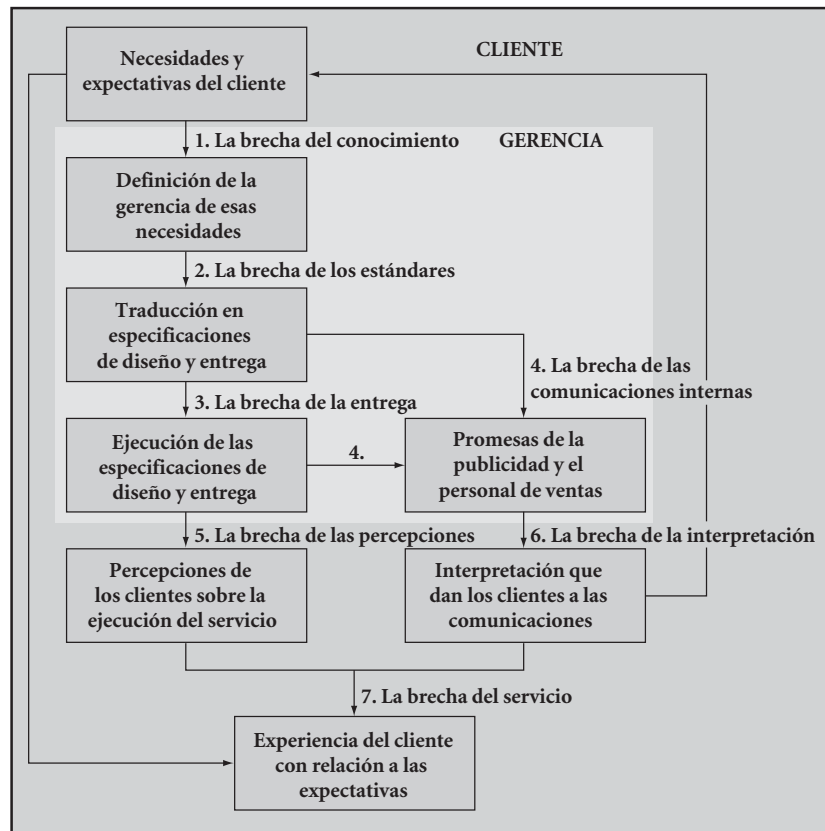 Necesidades y
expectativas del cliente
CLIENTE
1. La brecha del conocimiento
GERENCIA
Definición de la
gerencia de esas
necesidades
2. La brecha de los estándares
Traducción en
especificaciones
de diseño y entrega
4. La brecha de las
comunicaciones internas
3. La brecha de la entrega
Ejecución de las
especificaciones de
diseño y entrega
4.
Promesas de la
publicidad y el
personal de ventas
5. La brecha de las percepciones
6. La brecha de la interpretación
Percepciones de
los clientes sobre la
ejecución del servicio
Interpretación que
dan los clientes a las
comunicaciones
7. La brecha del servicio
Experiencia del cliente
con relación a las
expectativas